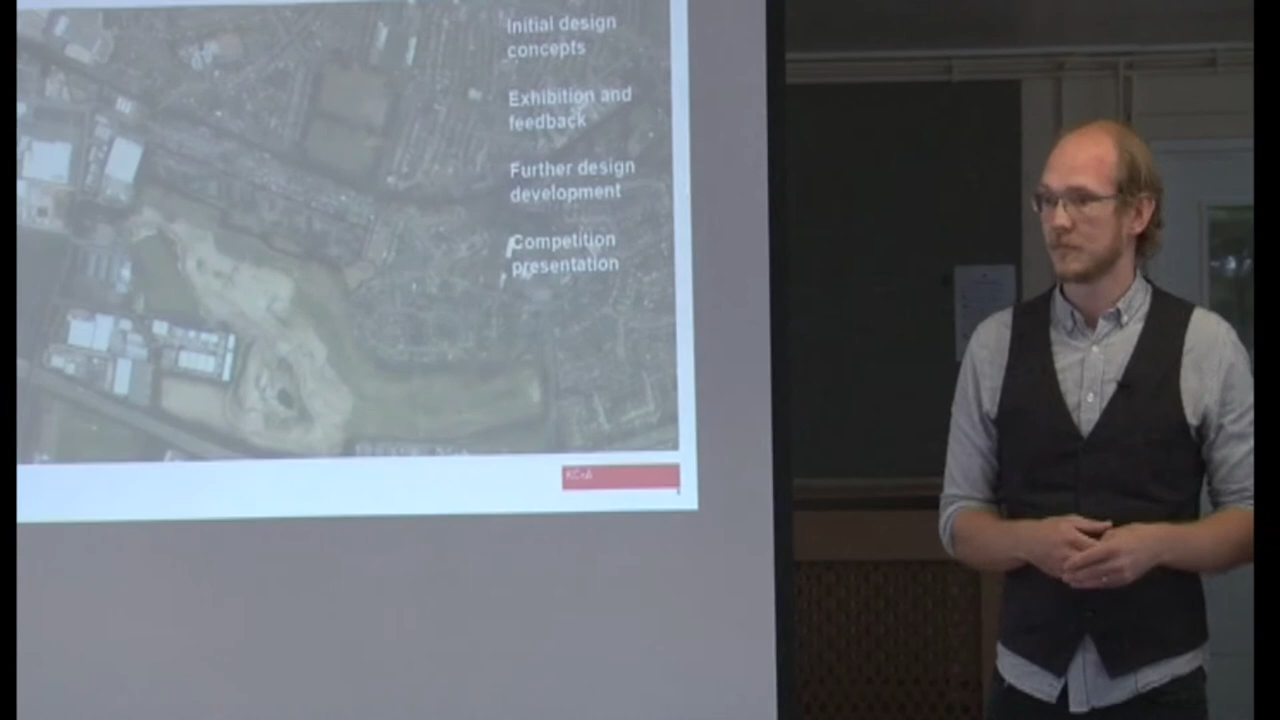 Initial design
concepts
Exhibition and
feedback
Further design
development
Competition
presentation